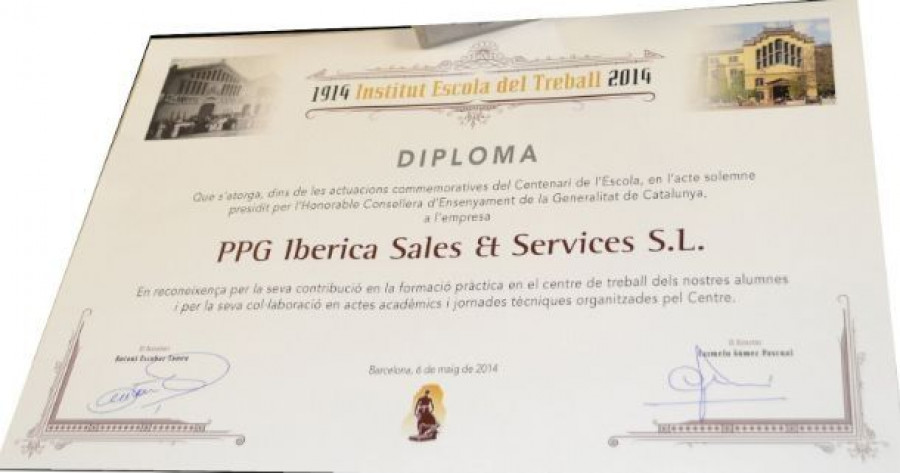 1914 Institut Escola del Treball 2014
DIPLOMA
Que s'atorga, dins de les actuacions commemoratives del Centenari de l'Escola, en l'acte solemne
presidit per l'Honorable Consellera d'Ensenyament de la Generalitat de Catalunya,
a l'empresa
PPG Iberica Sales & Services S.L.
En reconeixença per la seva contribució en la formació pràctica en el centre de treball dels nostres alumnes
i per la seva col·laboració en actes acadèmics i jornades tècniques organitzades pel Centre.
Barcelona, 6 de maig de 2014